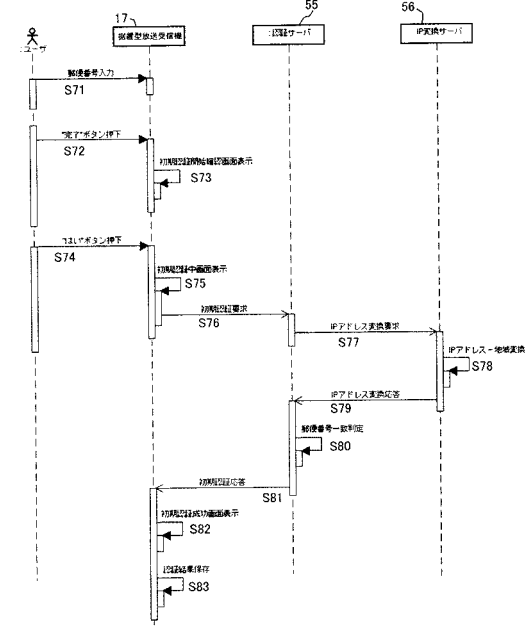 17
55
56
:ユーザ
据置型放送受信機
:認証サーバ
IP変換サーバ
郵便番号入力
S71
"完了"ボタン押下
S72
初期認証開始確認画面表示
S73
"はい"ボタン押下
S74
初期認証中画面表示
S75
初期認証要求
S76
IPアドレス変換要求
S77
IPアドレス－地域変換
S78
IPアドレス変換応答
S79
郵便番号一致判定
S80
初期認証応答
S81
初期認証成功画面表示
S82
認証結果保存
S83